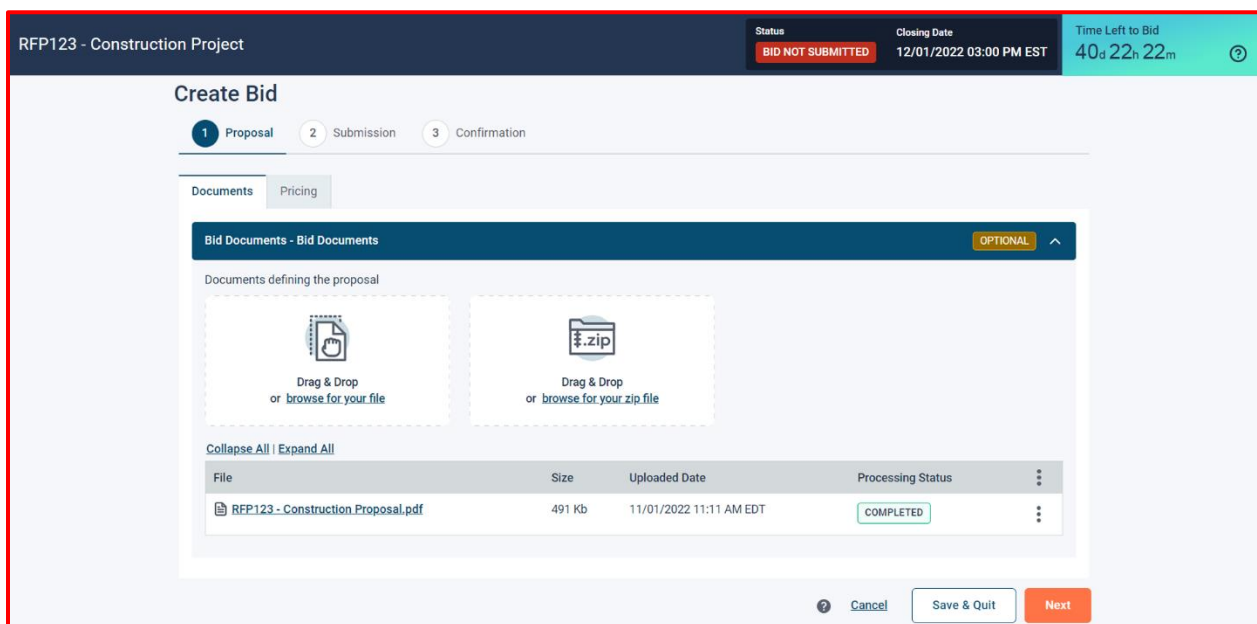 RFP123 - Construction Project
Status
BID NOT SUBMITTED
Closing Date
12/01/2022 03:00 PM EST
Time Left to Bid
40d 22h 22m
Create Bid
1 Proposal 2 Submission 3 Confirmation
Documents Pricing
Bid Documents - Bid Documents OPTIONAL
Documents defining the proposal
Drag & Drop
or browse for your file
.zip
Drag & Drop
or browse for your zip file
Collapse All | Expand All
File Size Uploaded Date Processing Status
RFP123 - Construction Proposal.pdf 491 Kb 11/01/2022 11:11 AM EDT COMPLETED
Cancel Save & Quit Next